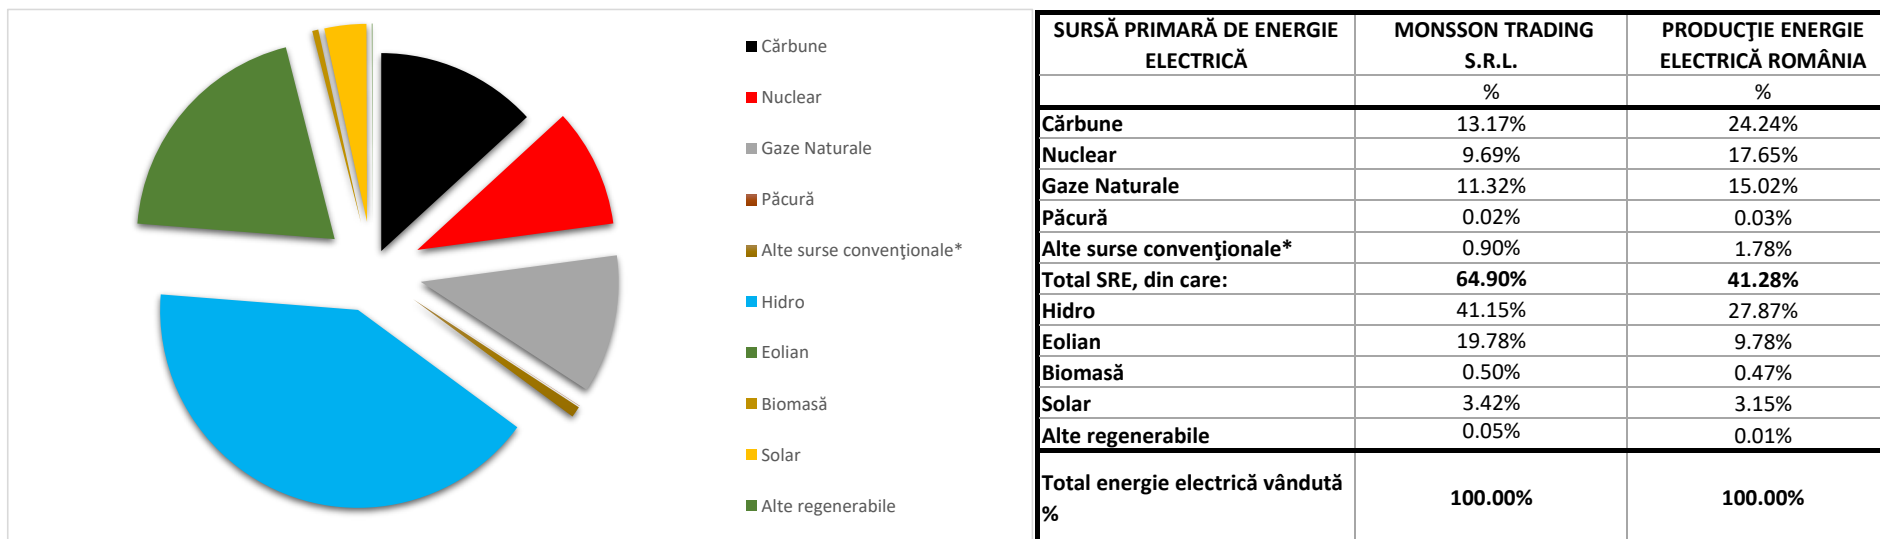 Cărbune
Nuclear
Gaze Naturale
Păcură
Alte surse convenţionale*
Hidro
Eolian
Biomasă
Solar
Alte regenerabile
SURSĂ PRIMARĂ DE ENERGIE
ELECTRICĂ
MONSSON TRADING
S.R.L.
PRODUCŢIE ENERGIE
ELECTRICĂ ROMÂNIA
% %
Cărbune 13.17% 24.24%
Nuclear 9.69% 17.65%
Gaze Naturale 11.32% 15.02%
Păcură 0.02% 0.03%
Alte surse convenţionale* 0.90% 1.78%
Total SRE, din care: 64.90% 41.28%
Hidro 41.15% 27.87%
Eolian 19.78% 9.78%
Biomasă 0.50% 0.47%
Solar 3.42% 3.15%
Alte regenerabile 0.05% 0.01%
Total energie electrică vândută
%
100.00% 100.00%